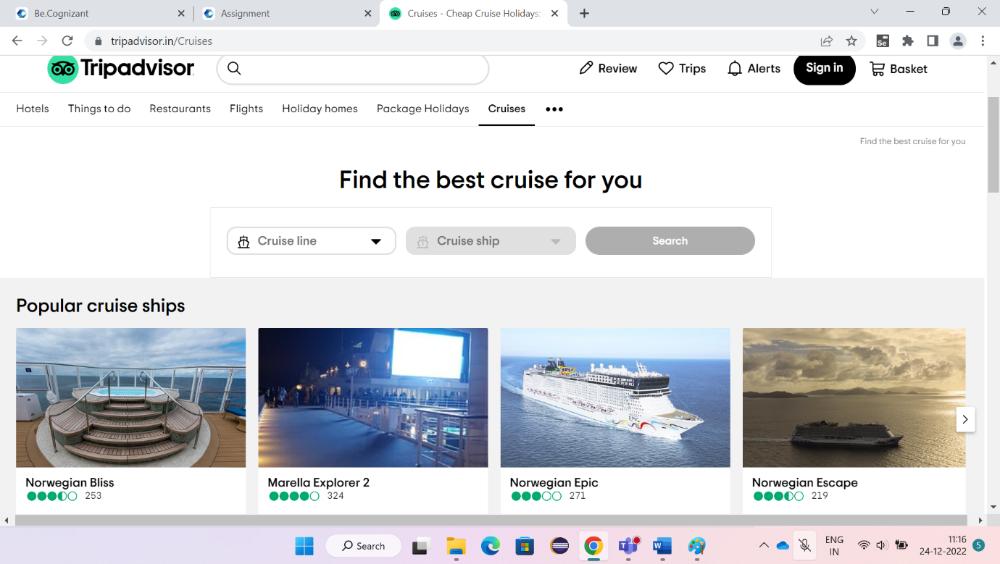 Be.Cognizant
Assignment
Cruises - Cheap Cruise Holidays:
tripadvisor.in/Cruises
Se
Tripadvisor
Review
Trips
Alerts
Sign in
Basket
Hotels
Things to do
Restaurants
Flights
Holiday homes
Package Holidays
Cruises
Find the best cruise for you
Find the best cruise for you
Cruise line
Cruise ship
Search
Popular cruise ships
EPIC
Norwegian Bliss
253
Marella Explorer 2
324
Norwegian Epic
271
Norwegian Escape
219
Search
ENG
IN
11:16
24-12-2022
5